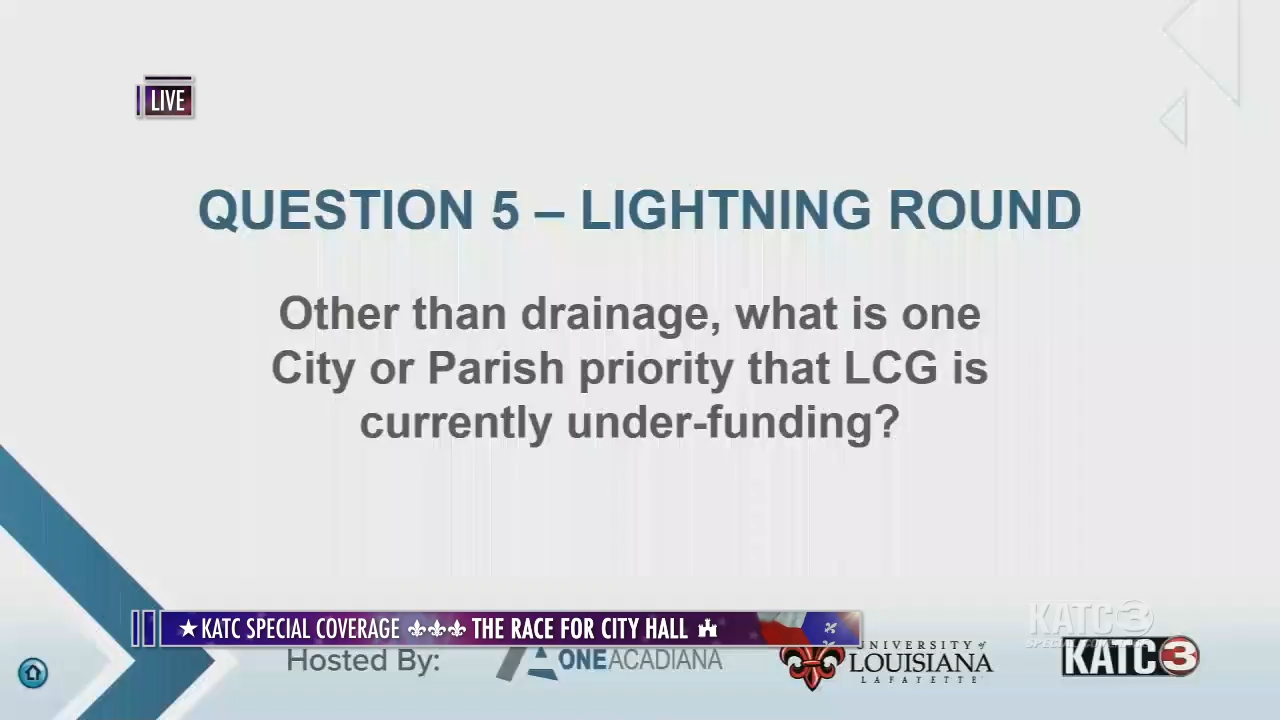 LIVE
QUESTION 5 – LIGHTNING ROUND
Other than drainage, what is one
City or Parish priority that LCG is
currently under-funding?
KATC SPECIAL COVERAGE THE RACE FOR CITY HALL
KATC3
Hosted By:
ONEACADIANA
UNIVERSITY of
LOUISIANA
LAFAYETTE
KATC3